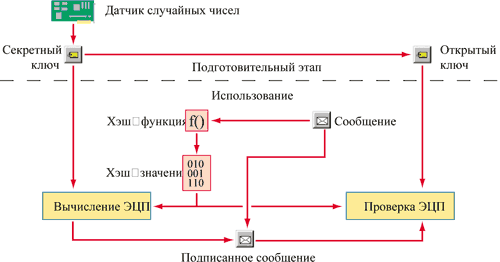 Датчик случайных чисел
Секретный
ключ
Открытый
ключ
Подготовительный этап
Использование
Хэш□функция
f()
Сообщение
Хэш□значени
010
001
110
Вычисление ЭЦП
Проверка ЭЦП
Подписанное сообщение